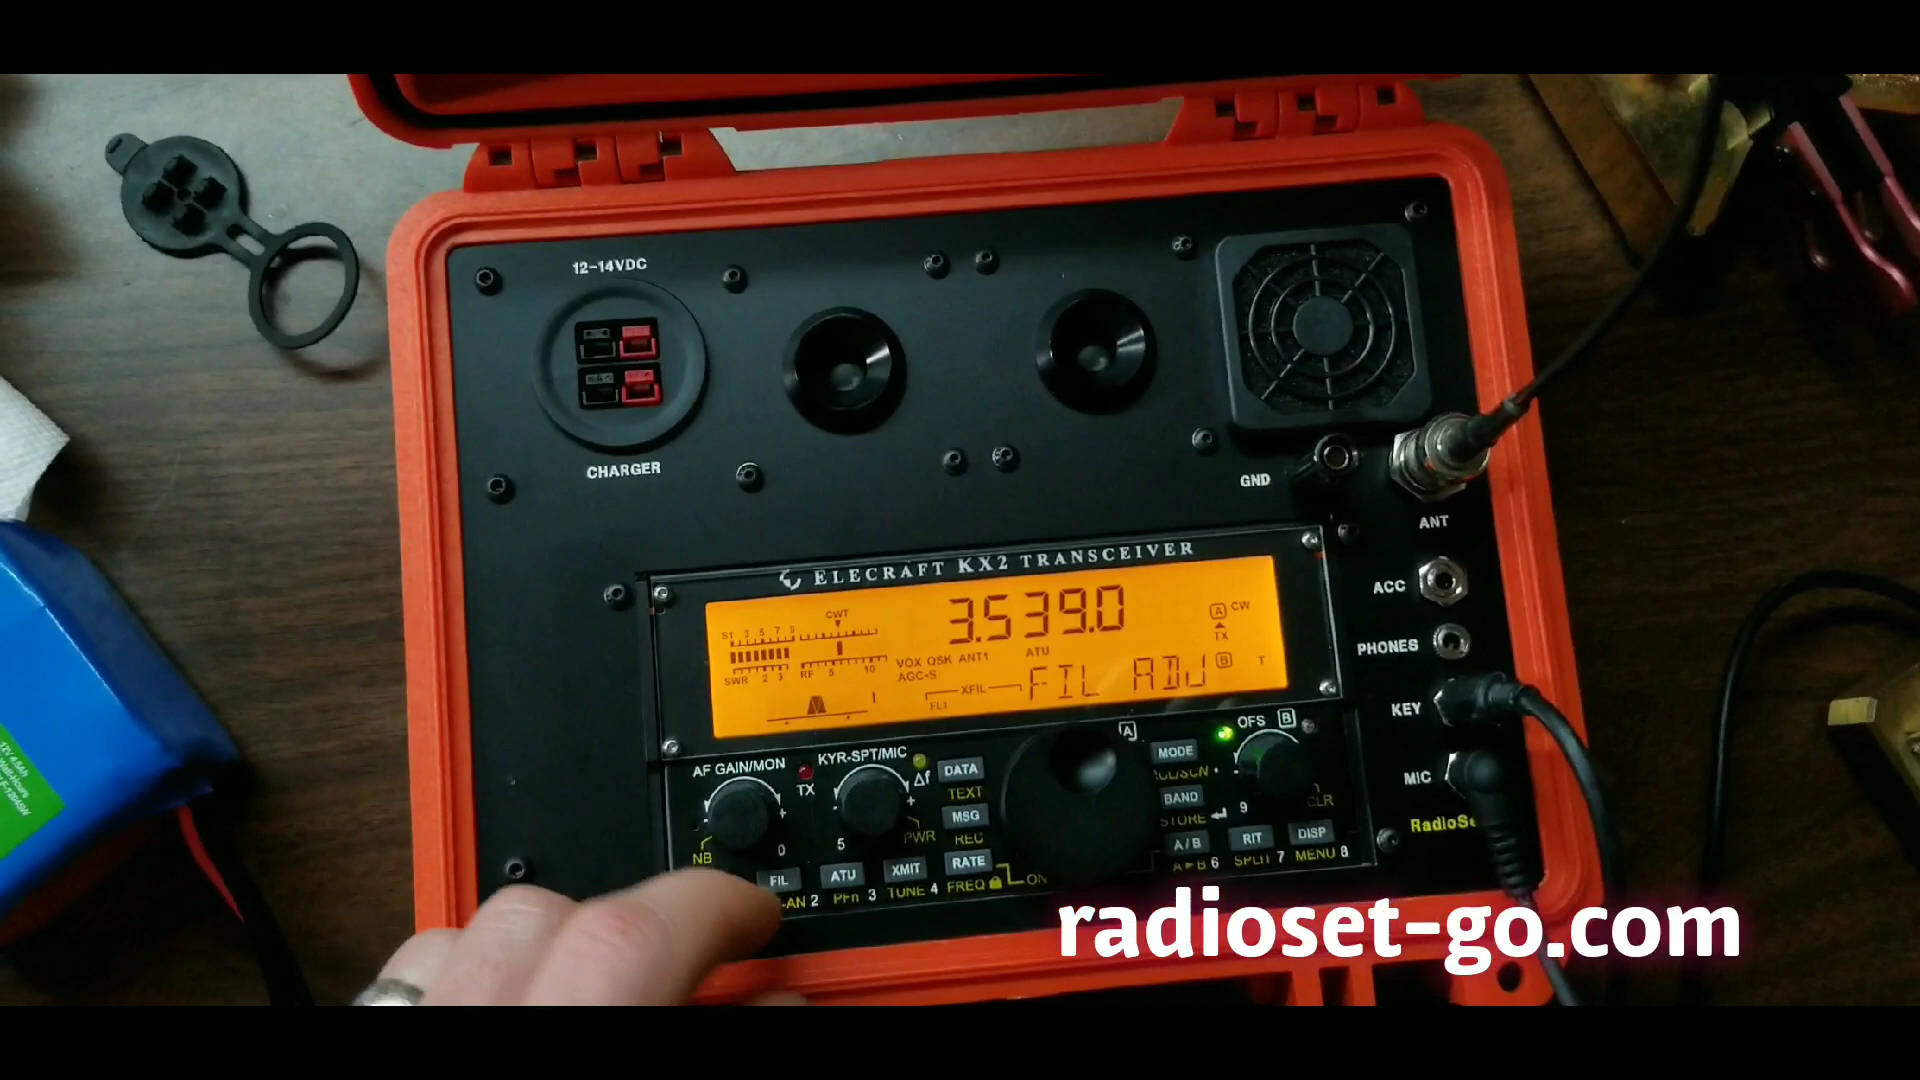 12-14VDC
CHARGER
GND
ANT
ACC
PHONES
KEY
MIC
ELECRAFT KX2 TRANSCEIVER
CWT
S1 3 5 7 9
SWR 2 3
RF 5 10
3.539.0
VOX QSK ANT1 ATU
AGC-S
XFIL
FL1
FIL ADJ
A CW
TX
B T
I
AF GAIN/MON
TX
KYR-SPT/MIC
Δf
PWR
NB
0
5
FIL
2
ATU
PFn 3
XMIT
TUNE 4
DATA
TEXT
MSG
REC
RATE
FREQ
ON
A
MODE
BAND
STORE
A/B
6
RIT
SPLIT 7
DISP
MENU 8
OFS B
9
CLR
radioset-go.com